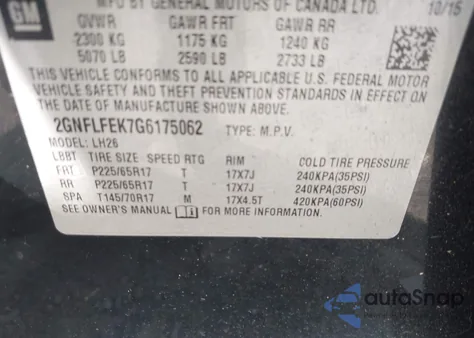 GM
MFD BY GENERAL MOTORS OF CANADA LTD. 10/15
GVWR GAWR FRT GAWR RR
2300 KG 1175 KG 1240 KG
5070 LB 2590 LB 2733 LB
THIS VEHICLE CONFORMS TO ALL APPLICABLE U.S. FEDERAL MOTOR
VEHICLE SAFETY AND THEFT PREVENTION STANDARDS IN EFFECT
ON THE DATE OF MANUFACTURE SHOWN ABOVE.
2GNFLFEK7G6175062 TYPE: M.P.V.
MODEL: LH26
LBBT TIRE SIZE SPEED RTG RIM COLD TIRE PRESSURE
FRT P225/65R17 T 17X7J 240KPA(35PSI)
RR P225/65R17 T 17X7J 240KPA(35PSI)
SPA T145/70R17 M 17X4.5T 420KPA(60PSI)
SEE OWNER'S MANUAL FOR MORE INFORMATION
autoSnap